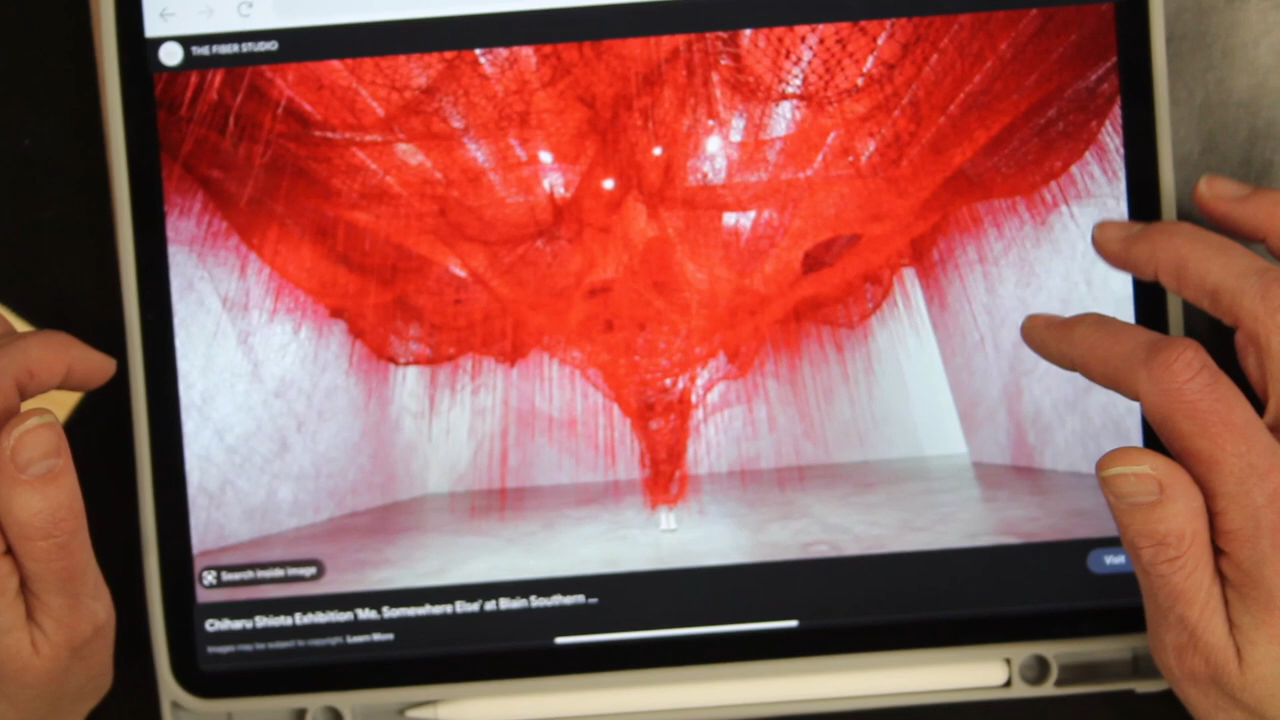 THE FIBER STUDIO
Search inside image
Visit
Chiharu Shiota Exhibition 'Me, Somewhere Else' at Blain Southern ...
Images may be subject to copyright. Learn More